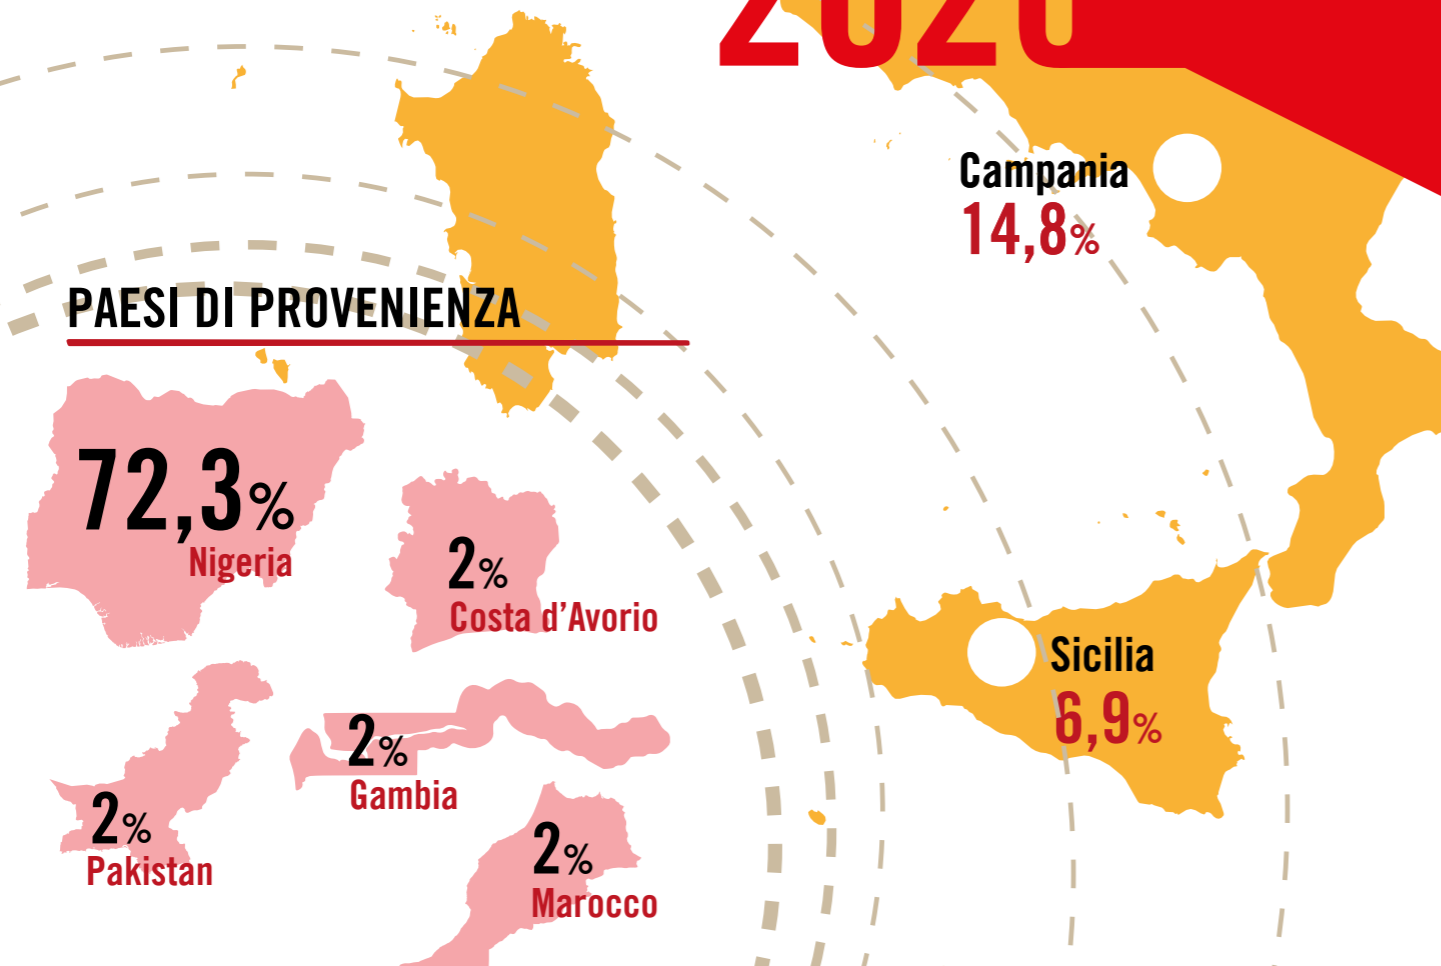 2020
Campania
14,8%
PAESI DI PROVENIENZA
72,3%
Nigeria
2%
Costa d’Avorio
Sicilia
6,9%
2%
Gambia
2%
Pakistan
2%
Marocco